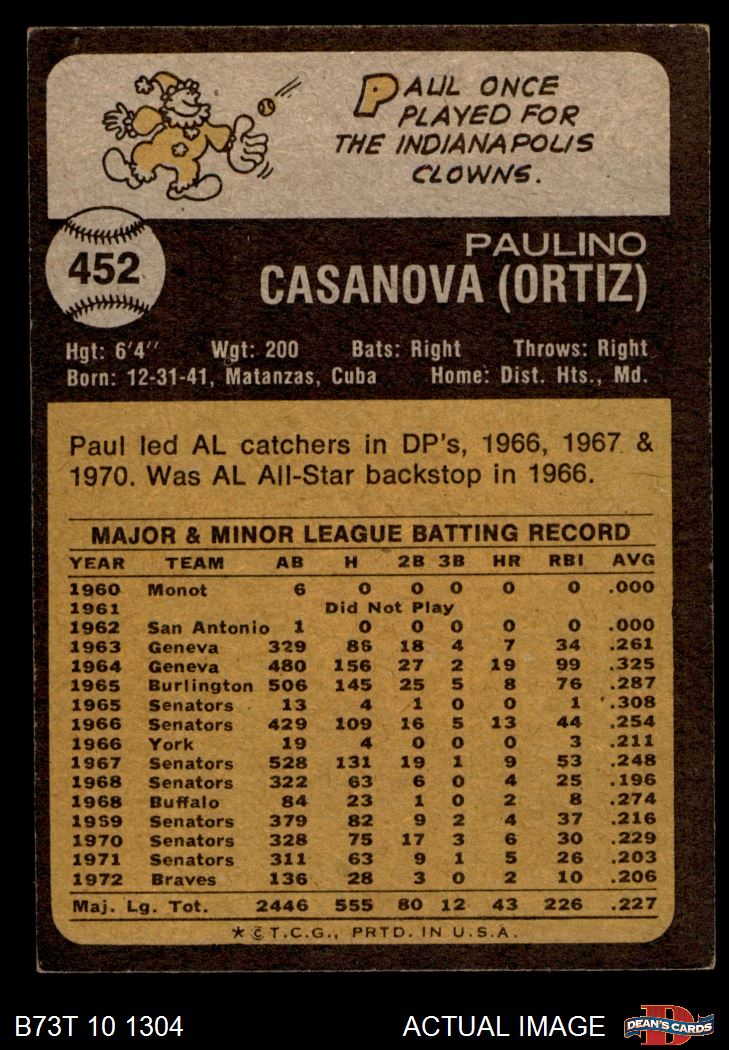 PAUL ONCE
PLAYED FOR
THE INDIANAPOLIS
CLOWNS.
452
PAULINO
CASANOVA (ORTIZ)
Hgt: 6'4" Wgt: 200 Bats: Right Throws: Right
Born: 12-31-41, Matanzas, Cuba Home: Dist. Hts., Md.
Paul led AL catchers in DP's, 1966, 1967 &
1970. Was AL All-Star backstop in 1966.
MAJOR & MINOR LEAGUE BATTING RECORD
YEAR TEAM AB H 2B 3B HR RBI AVG
1960 Monot 6 0 0 0 0 0 .000
1961 Did Not Play
1962 San Antonio 1 0 0 0 0 0 .000
1963 Geneva 329 86 18 4 7 34 .261
1964 Geneva 480 156 27 2 19 99 .325
1965 Burlington 506 145 25 5 8 76 .287
1965 Senators 13 4 1 0 0 1 .308
1966 Senators 429 109 16 5 13 44 .254
1966 York 19 4 0 0 0 3 .211
1967 Senators 528 131 19 1 9 53 .248
1968 Senators 322 63 6 0 4 25 .196
1968 Buffalo 84 23 1 0 2 8 .274
1969 Senators 379 82 9 2 4 37 .216
1970 Senators 328 75 17 3 6 30 .229
1971 Senators 311 63 9 1 5 26 .203
1972 Braves 136 28 3 0 2 10 .206
Maj. Lg. Tot. 2446 555 80 12 43 226 .227
* © T.C.G., PRTD. IN U.S.A.
B73T 10 1304 ACTUAL IMAGE D DEAN'S CARDS